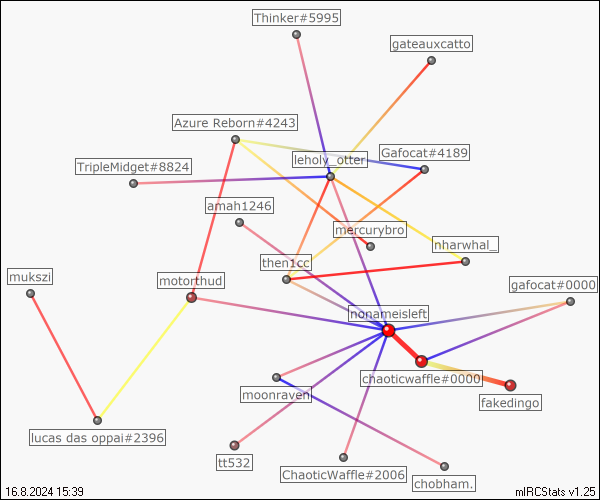 Thinker#5995
gateauxcatto
Azure Reborn#4243
leholy_otter
Gafocat#4189
TripleMidget#8824
amah1246
mercurybro
nharwhal_
then1cc
mukszi
motorthud
gafocat#0000
nonameisleft
chaoticwaffle#0000
moonraven
fakedingo
lucas das oppai#2396
tt532
ChaoticWaffle#2006
chobham.
16.8.2024 15:39
mIRCStats v1.25